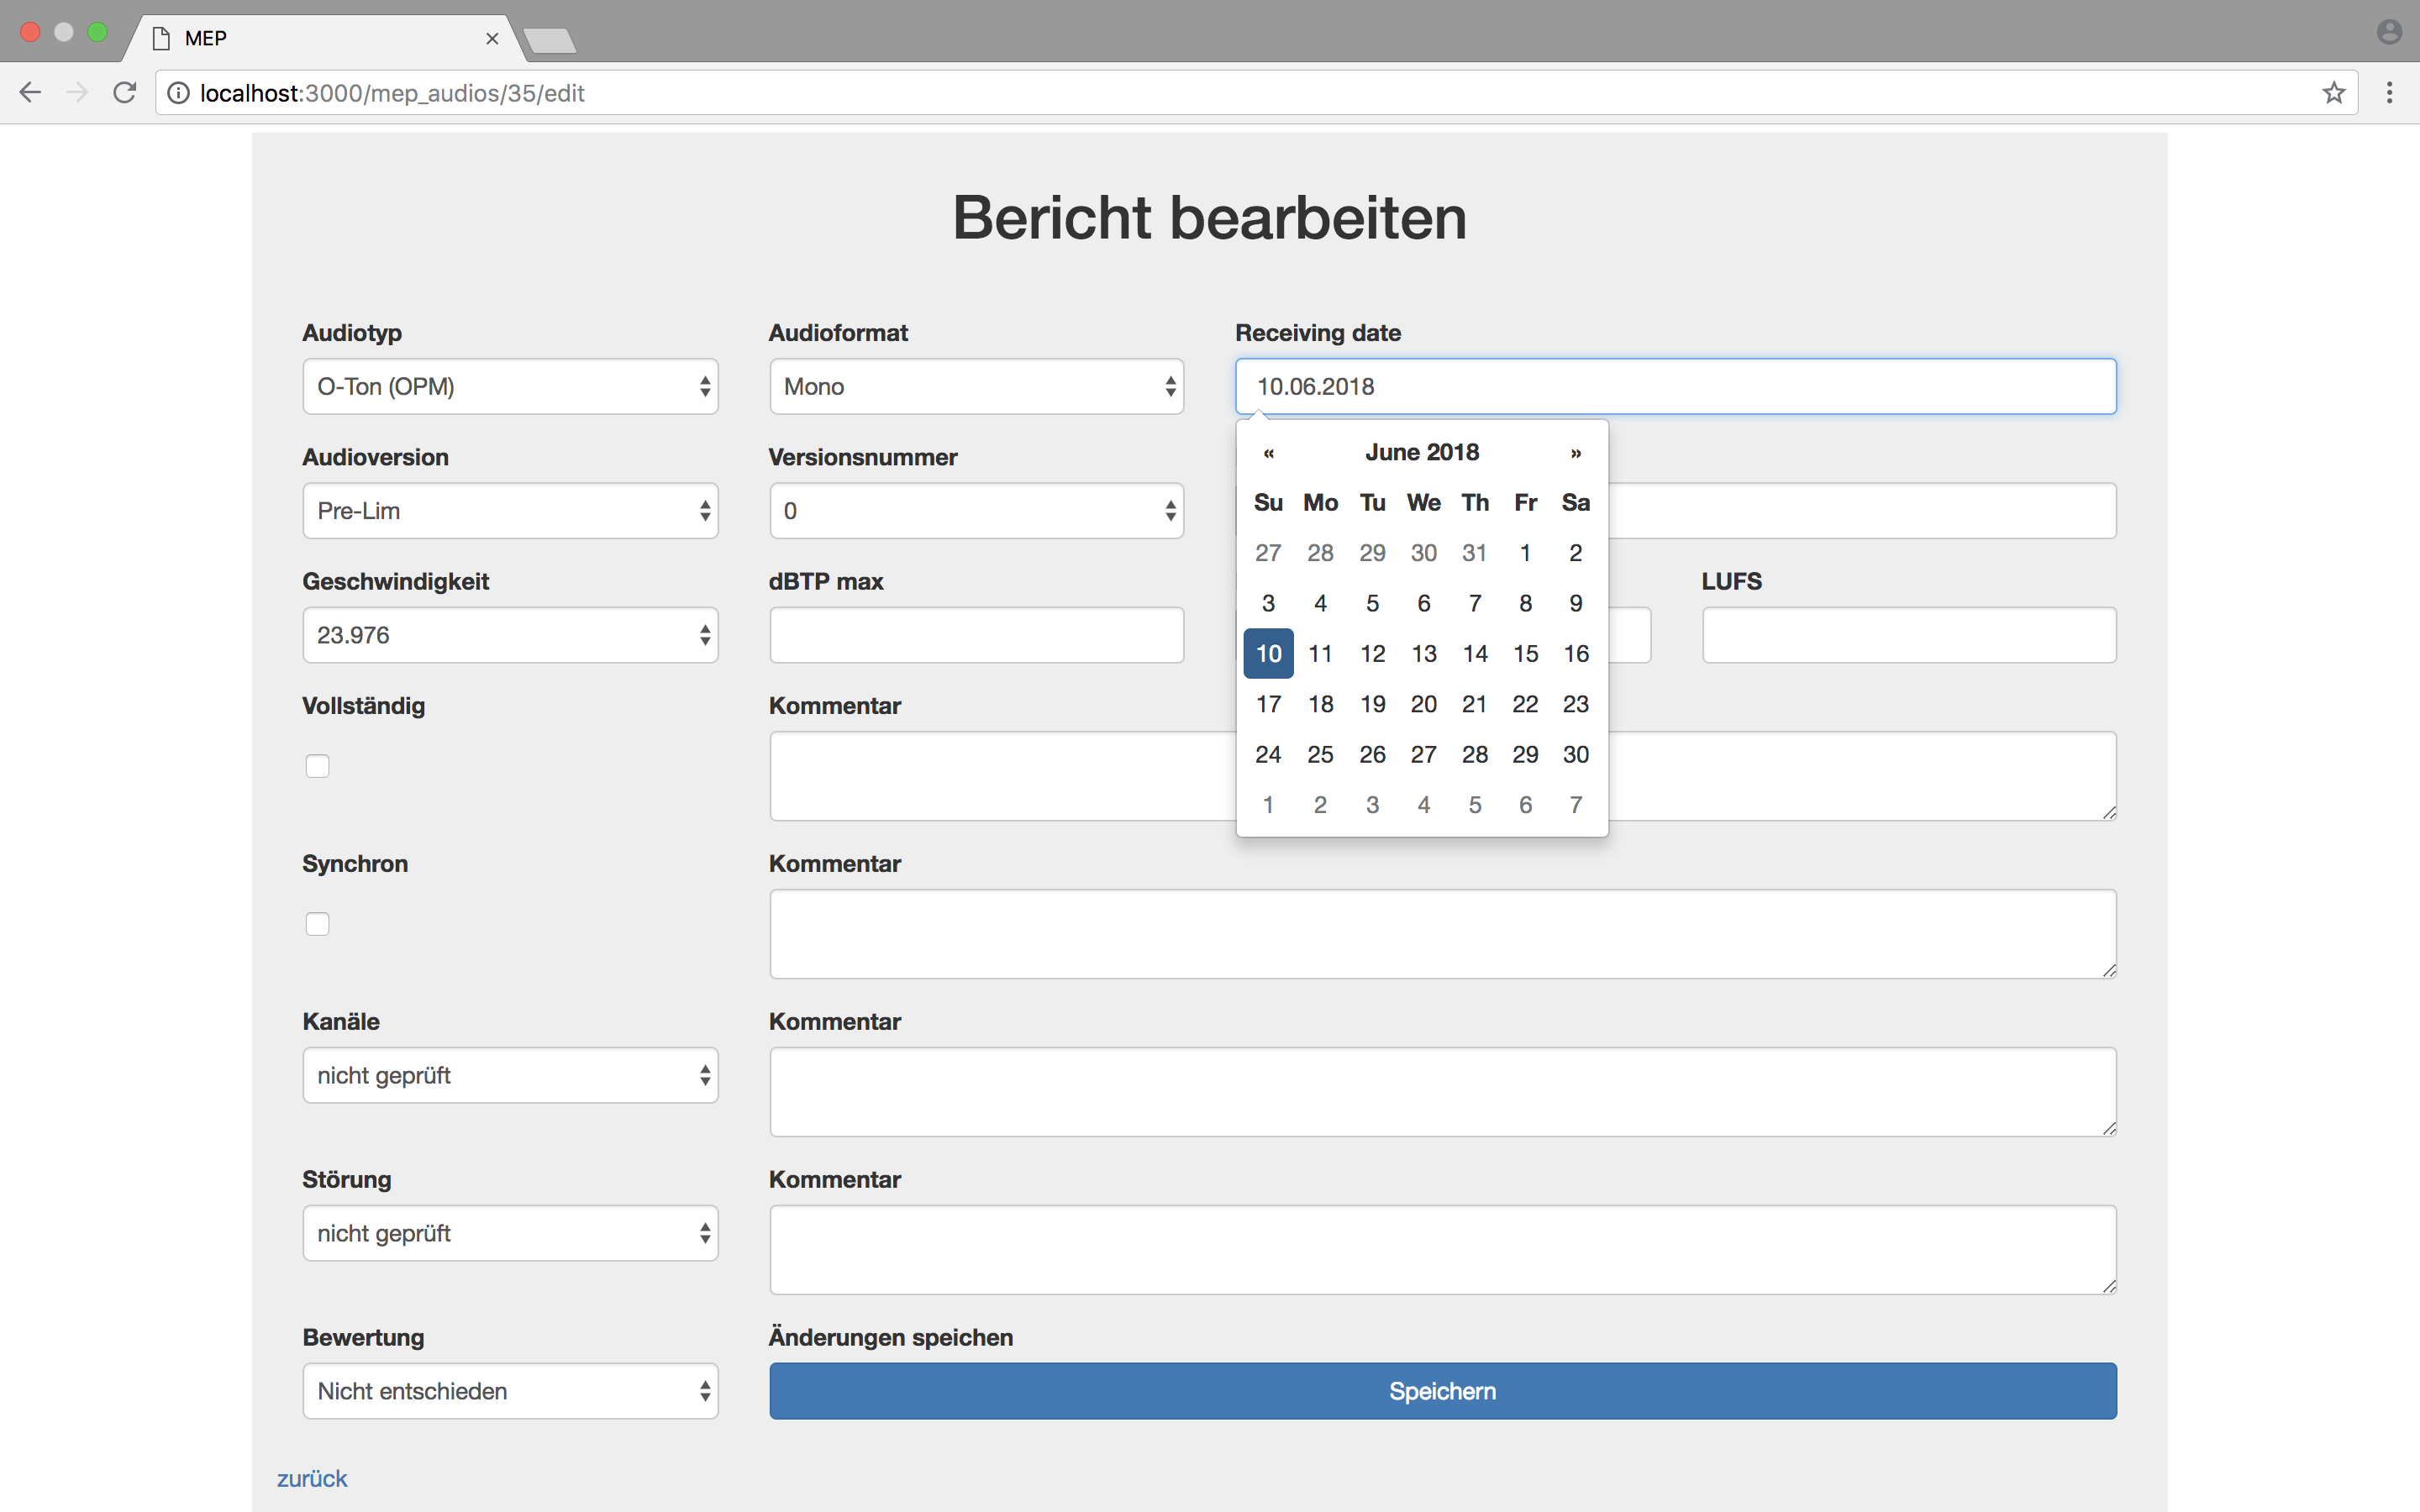 MEP
localhost:3000/mep_audios/35/edit
Bericht bearbeiten
Audiotyp Audioformat Receiving date
O-Ton (OPM) Mono 10.06.2018
Audioversion Versionsnummer
Pre-Lim 0
Geschwindigkeit dBTP max LUFS
23.976
« June 2018 »
Su Mo Tu We Th Fr Sa
27 28 29 30 31 1 2
3 4 5 6 7 8 9
10 11 12 13 14 15 16
17 18 19 20 21 22 23
24 25 26 27 28 29 30
1 2 3 4 5 6 7
Vollständig Kommentar
Synchron Kommentar
Kanäle Kommentar
nicht geprüft
Störung Kommentar
nicht geprüft
Bewertung Änderungen speichen
Nicht entschieden Speichern
zurück